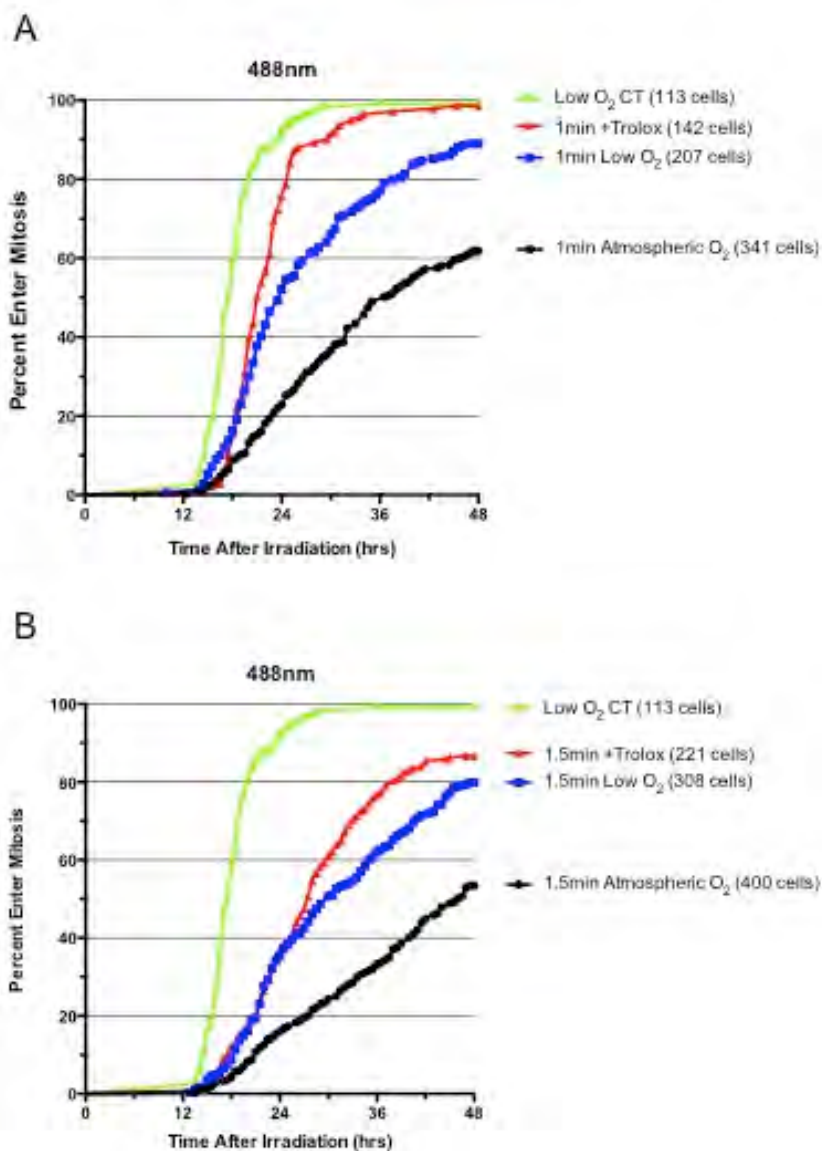 A
488nm
Percent Enter Mitosis
100
80
60
40
20
0
0 12 24 36 48
Time After Irradiation (hrs)
Low O₂ CT (113 cells)
1min +Trolox (142 cells)
1min Low O₂ (207 cells)
1min Atmospheric O₂ (341 cells)
B
488nm
Percent Enter Mitosis
100
80
60
40
20
0
0 12 24 36 48
Time After Irradiation (hrs)
Low O₂ CT (113 cells)
1.5min +Trolox (221 cells)
1.5min Low O₂ (308 cells)
1.5min Atmospheric O₂ (400 cells)